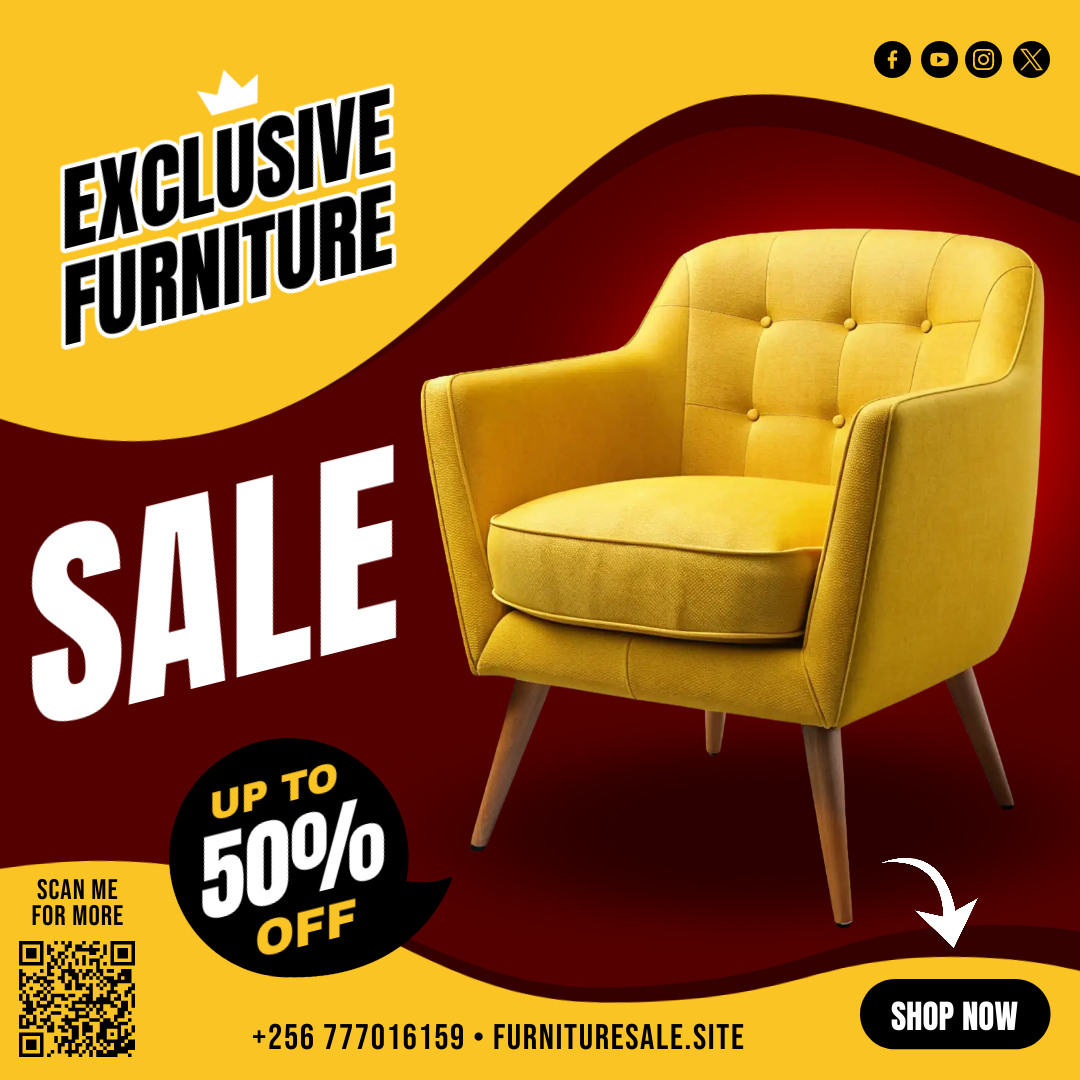 EXCLUSIVE
FURNITURE
SALE
UP TO
50%
OFF
SCAN ME
FOR MORE
+256 777016159 • FURNITURESALE.SITE
SHOP NOW